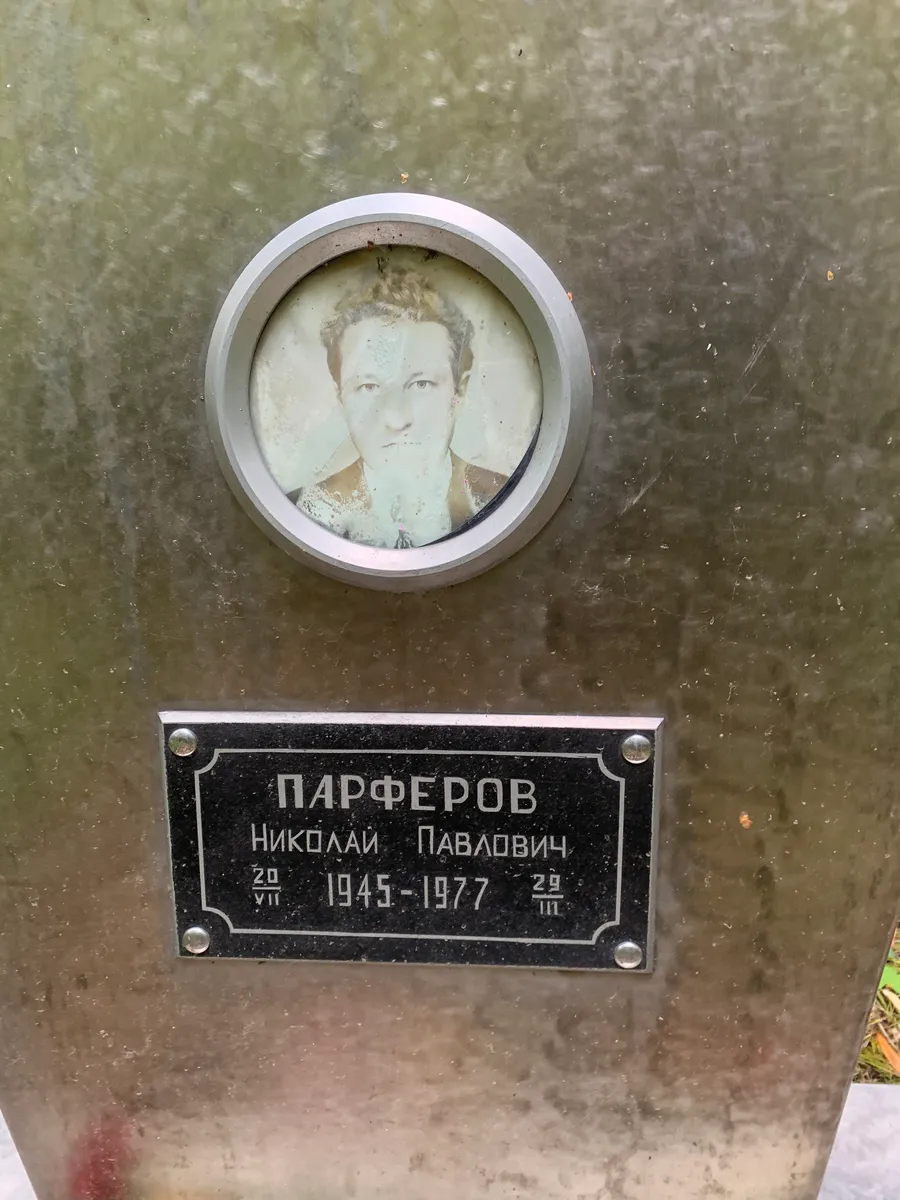 ПАРФЕРОВ
Николай Павлович
20 VII 1945-1977 29 III